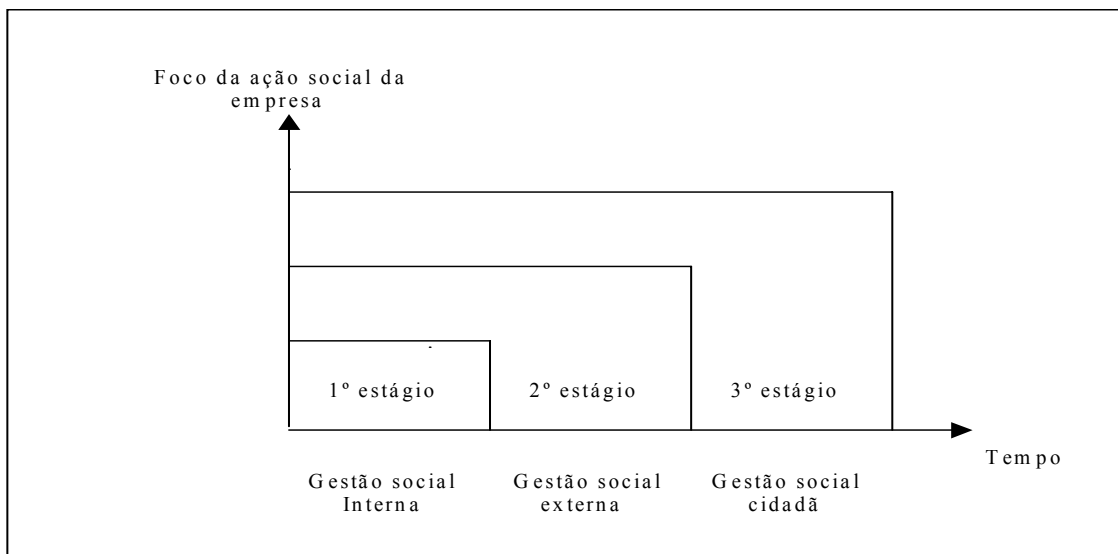 Foco da ação social da
empresa
1º estágio
2º estágio
3º estágio
Tempo
Gestão social
Interna
Gestão social
externa
Gestão social
cidadã